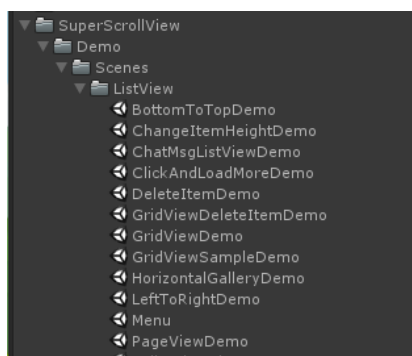 SuperScrollView
Demo
Scenes
ListView
BottomToTopDemo
ChangeItemHeightDemo
ChatMsgListViewDemo
ClickAndLoadMoreDemo
DeleteItemDemo
GridViewDeleteItemDemo
GridViewDemo
GridViewSampleDemo
HorizontalGalleryDemo
LeftToRightDemo
Menu
PageViewDemo